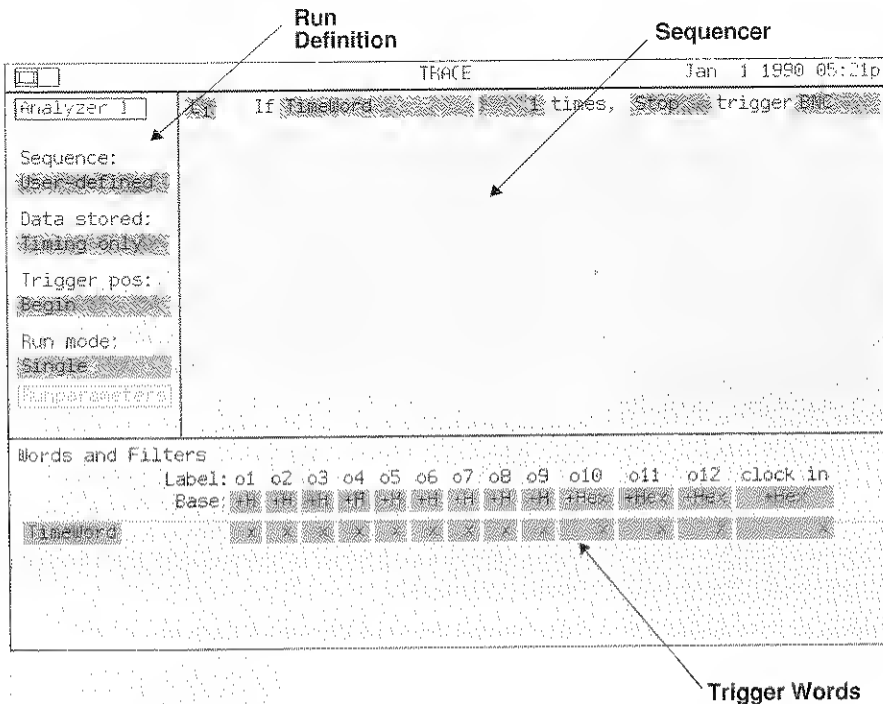 Run
Definition
Sequencer
TRACE
Jan 1 1990 05:21p
Analyzer 1
L1 If TimeWord 1 times, Stop trigger BNC
Sequence:
User-defined
Data stored:
Timing only
Trigger pos:
Begin
Run mode:
Single
Runparameters
Words and Filters
Label: o1 o2 o3 o4 o5 o6 o7 o8 o9 o10 o11 o12 clock in
Base: +H +H +H +H +H +H +H +H +H +Hex +Hex +Hex +Hex
TimeWord x x x x x x x x x x x x x
Trigger Words